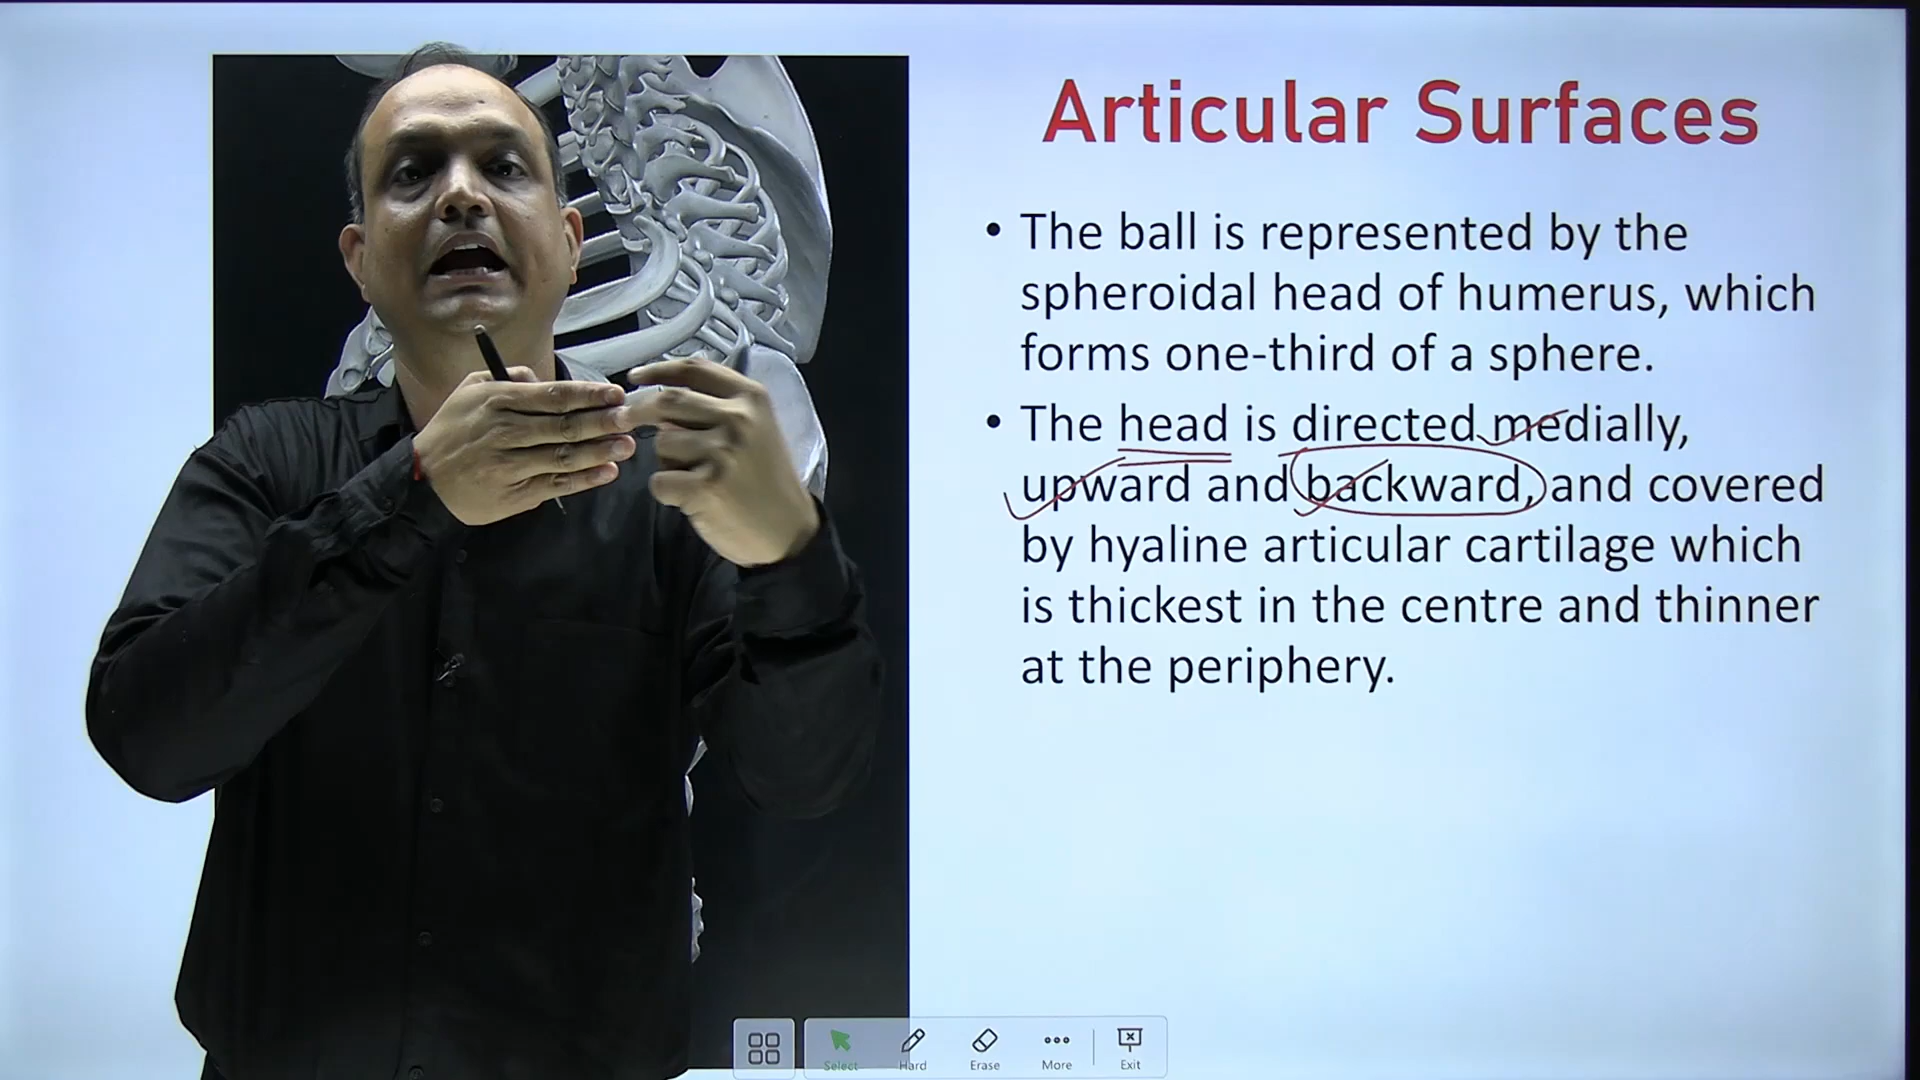 Articular Surfaces
• The ball is represented by the
spheroidal head of humerus, which
forms one-third of a sphere.
• The head is directed medially,
upward and backward, and covered
by hyaline articular cartilage which
is thickest in the centre and thinner
at the periphery.
Select Hard Erase More Exit